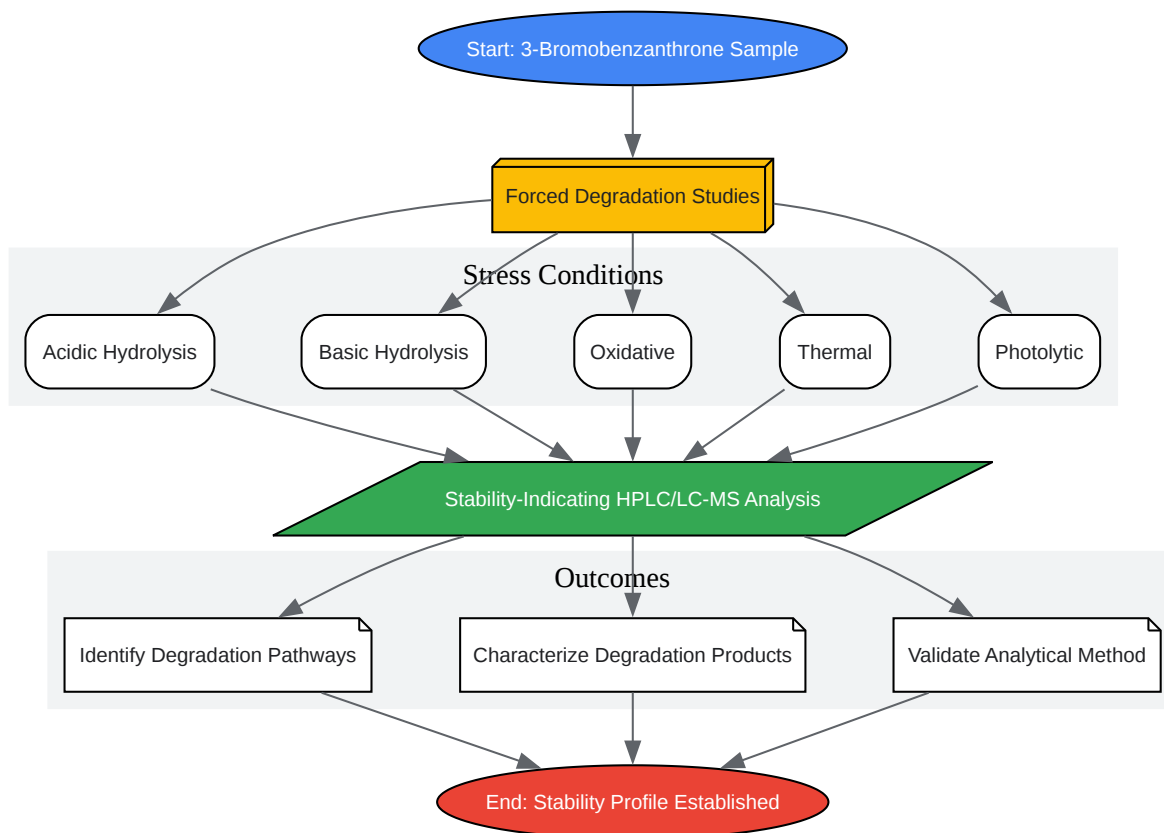 Start: 3-Bromobenzanthrone Sample
Forced Degradation Studies
Stress Conditions
Acidic Hydrolysis
Basic Hydrolysis
Oxidative
Thermal
Photolytic
Stability-Indicating HPLC/LC-MS Analysis
Outcomes
Identify Degradation Pathways
Characterize Degradation Products
Validate Analytical Method
End: Stability Profile Established